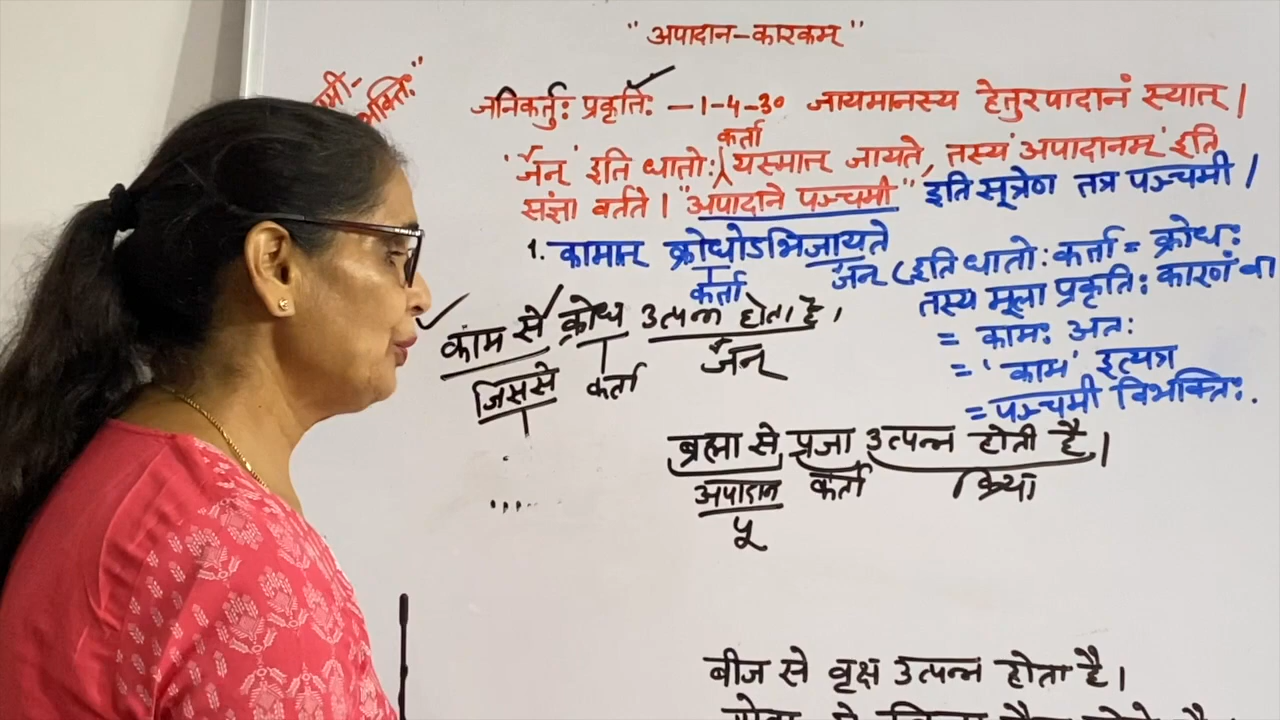 "अपादान-कारकम्"
जनिकर्तुः प्रकृतिः -1-4-30 जायमानस्य हेतुरपादानं स्यात् ।
कर्ता
'जन्' इति धातोः यस्मात् जायते, तस्य 'अपादानम्' इति
संज्ञा वर्तते । "अपादाने पञ्चमी" इति सूत्रेण तत्र पञ्चमी ।
1. कामात् क्रोधोऽभिजायते
कर्ता जन् इति धातोः कर्ता = क्रोधः
तस्य मूला प्रकृतिः कारणं वा
= कामः अतः
= 'काम' इत्यत्र
= पञ्चमी विभक्तिः.
काम से क्रोध उत्पन्न होता है।
जिससे कर्ता जन्
ब्रह्मा से प्रजा उत्पन्न होती है।
अपादान कर्ता क्रिया
पू
बीज से वृक्ष उत्पन्न होता है।